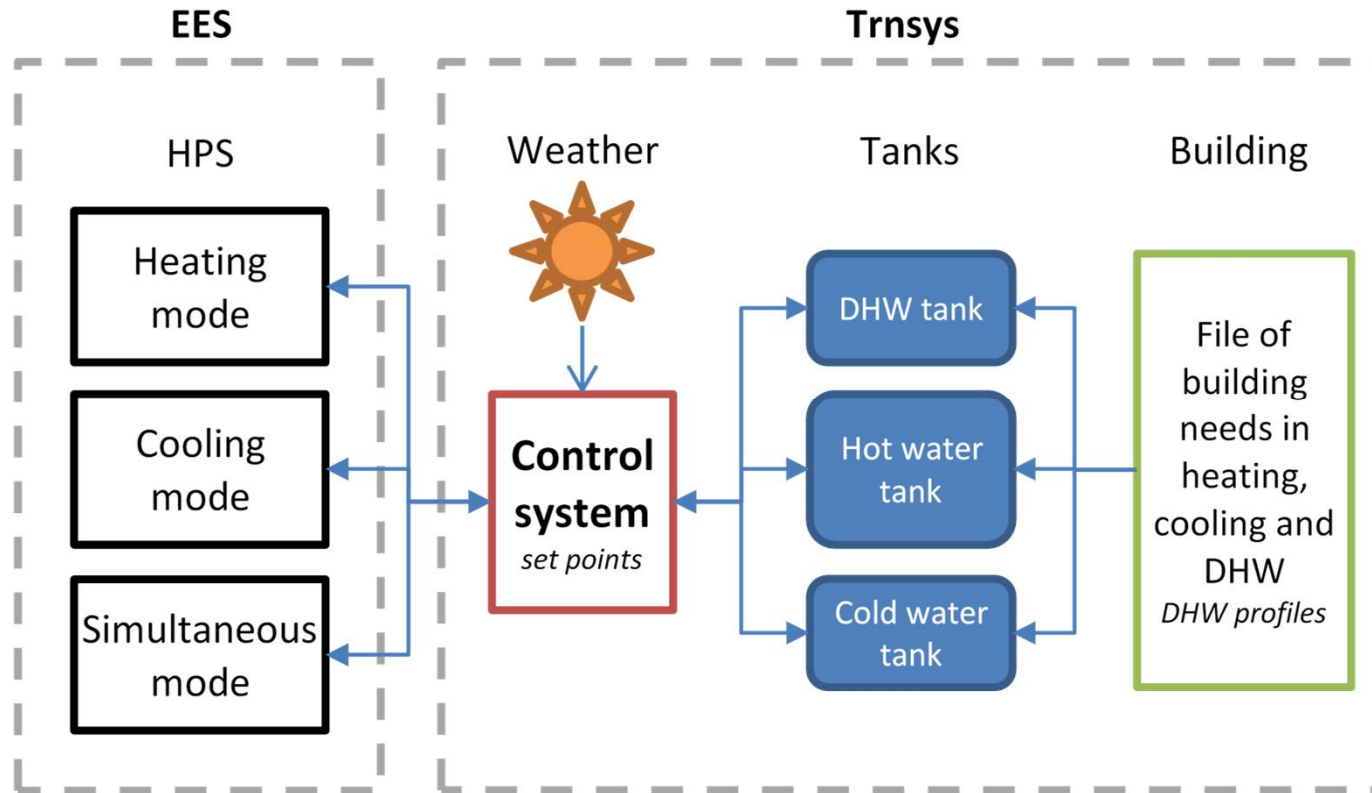 EES
Trnsys
HPS
Weather
Tanks
Building
Heating
mode
Cooling
mode
Simultaneous
mode
Control
system
set points
DHW tank
Hot water
tank
Cold water
tank
File of
building
needs in
heating,
cooling and
DHW
DHW profiles